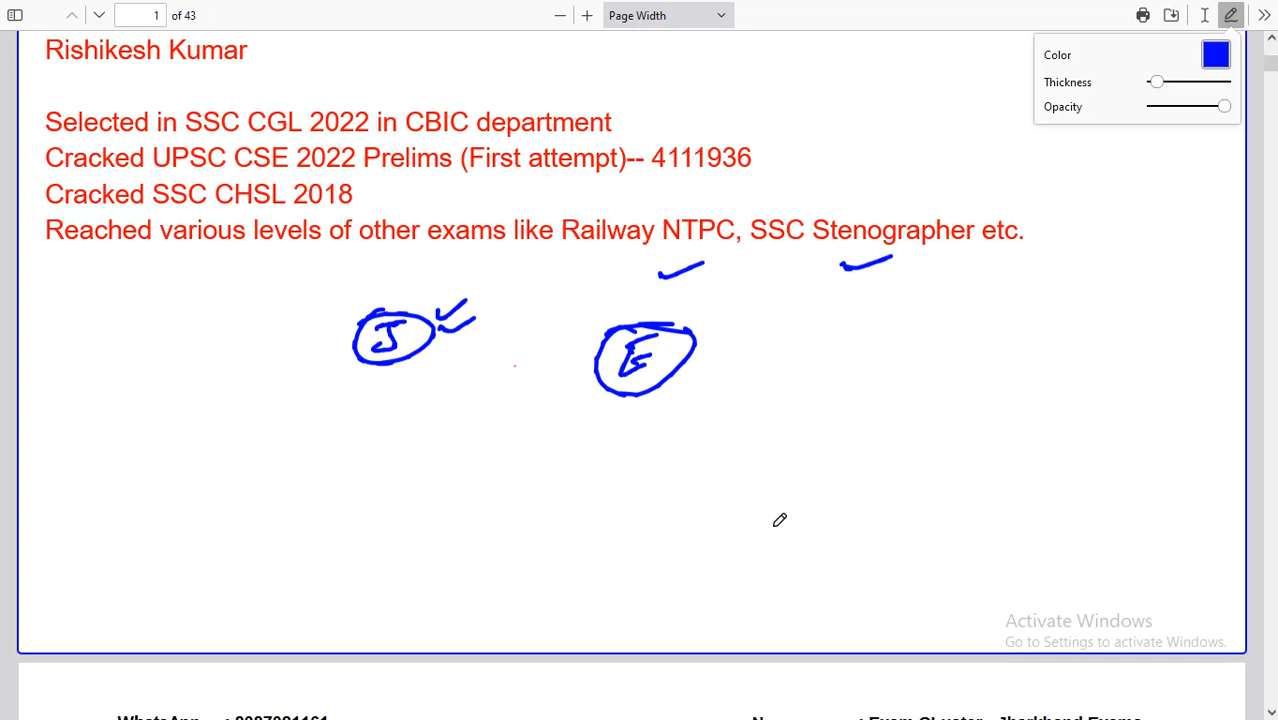 1 of 43 Page Width
Color
Thickness
Opacity
Rishikesh Kumar
Selected in SSC CGL 2022 in CBIC department
Cracked UPSC CSE 2022 Prelims (First attempt)-- 4111936
Cracked SSC CHSL 2018
Reached various levels of other exams like Railway NTPC, SSC Stenographer etc.
J E
Activate Windows
Go to Settings to activate Windows.